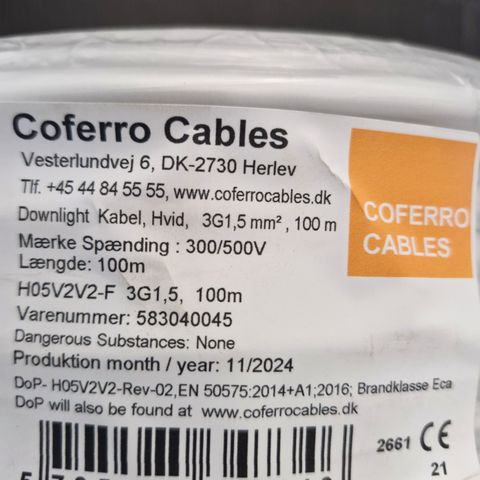 Coferro Cables
Vesterlundvej 6, DK-2730 Herlev
Tlf. +45 44 84 55 55, www.coferrocables.dk
Downlight Kabel, Hvid, 3G1,5 mm², 100 m
Mærke Spænding : 300/500V
Længde: 100m
H05V2V2-F 3G1,5, 100m
Varenummer: 583040045
Dangerous Substances: None
Produktion month / year: 11/2024
DoP- H05V2V2-Rev-02,EN 50575:2014+A1;2016; Brandklasse Eca
DoP will also be found at www.coferrocables.dk
COFERRO
CABLES
2661 CE
21